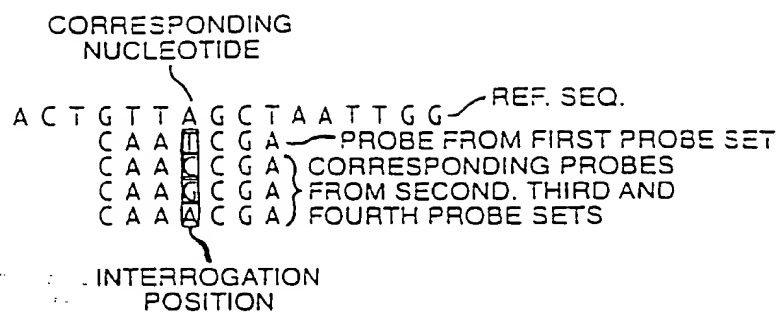 CORRESPONDING
NUCLEOTIDE
A C T G T T A G C T A A T T G G REF. SEQ.
C A A T C G A PROBE FROM FIRST PROBE SET
C A A C C G A CORRESPONDING PROBES
C A A G C G A FROM SECOND. THIRD AND
C A A A C G A FOURTH PROBE SETS
INTERROGATION
POSITION